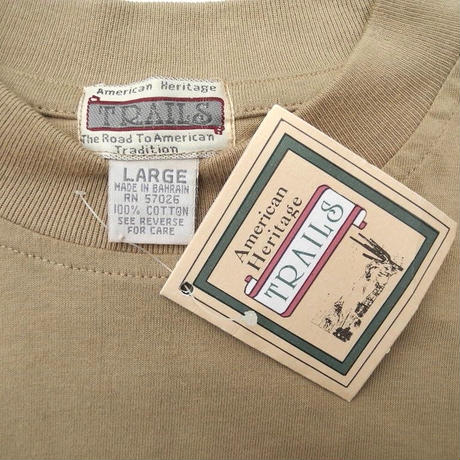 American Heritage
TRAILS
The Road To American
Tradition
LARGE
MADE IN BAHRAIN
RN 57026
100% COTTON
SEE REVERSE
FOR CARE
American
Heritage
TRAILS